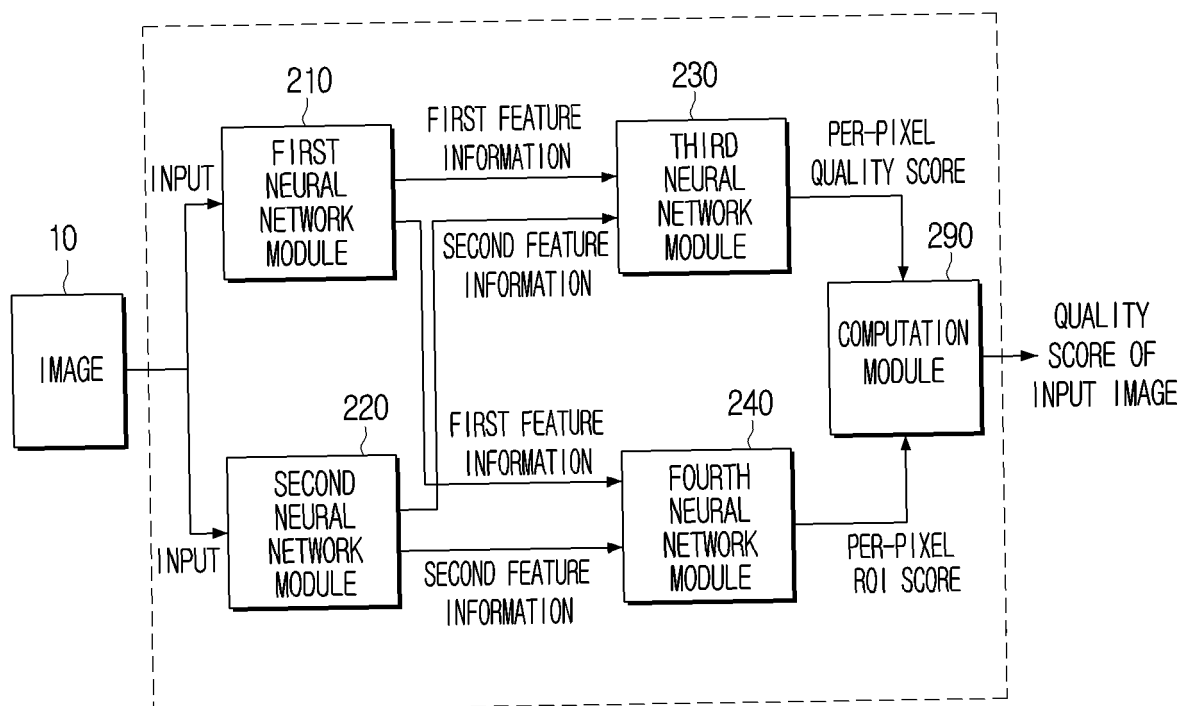 210
FIRST
NEURAL
NETWORK
MODULE
INPUT
FIRST FEATURE
INFORMATION
230
THIRD
NEURAL
NETWORK
MODULE
PER-PIXEL
QUALITY SCORE
SECOND FEATURE
INFORMATION
10
IMAGE
290
COMPUTATION
MODULE
QUALITY
SCORE OF
INPUT IMAGE
220
SECOND
NEURAL
NETWORK
MODULE
INPUT
FIRST FEATURE
INFORMATION
240
FOURTH
NEURAL
NETWORK
MODULE
SECOND FEATURE
INFORMATION
PER-PIXEL
ROI SCORE